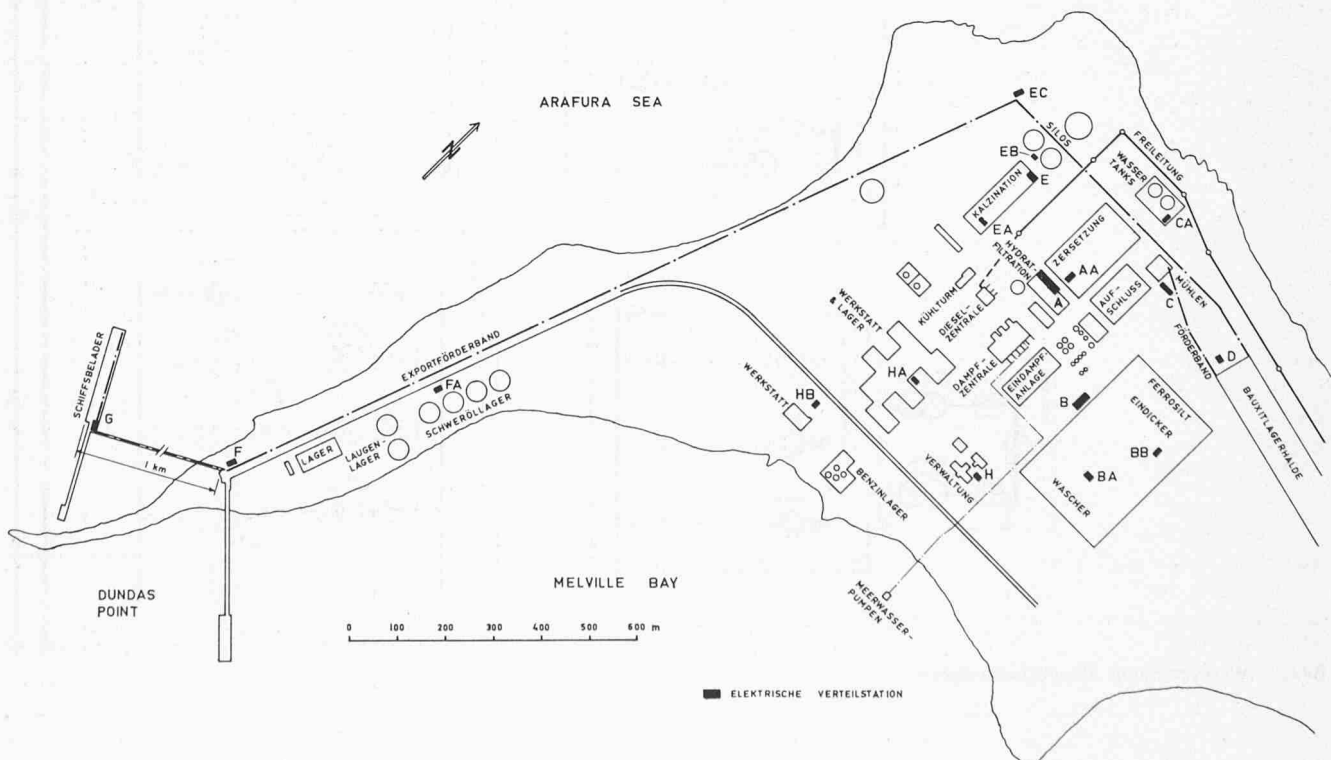 ARAFURA SEA
N
EC
SILOS
EB
E
FREILEITUNG
WASSER
TANKS
CA
KALZINATION
EA
HYDRAT-
FILTRATION
ZERSETZUNG
AA
A
MÜHLEN
C
AUF-
SCHLUSS
KÜHLTURM
DIESEL-
ZENTRALE
WERKSTATT
& LAGER
DAMPF-
ZENTRALE
EINDAMPF-
ANLAGE
FÖRDERBAND
D
BAUXITLAGERHALDE
HA
HB
WERKSTATT
B
FERROSILT
EINDICKER
BB
BA
WASCHER
H
VERWALTUNG
BENZINLAGER
SCHIFFSBELADER
G
1 km
F
EXPORTFÖRDERBAND
FA
SCHWERÖLLAGER
LAUGEN-
LAGER
LAGER
MEERWASSER-
PUMPEN
MELVILLE BAY
DUNDAS
POINT
0 100 200 300 400 500 600 m
ELEKTRISCHE VERTEILSTATION